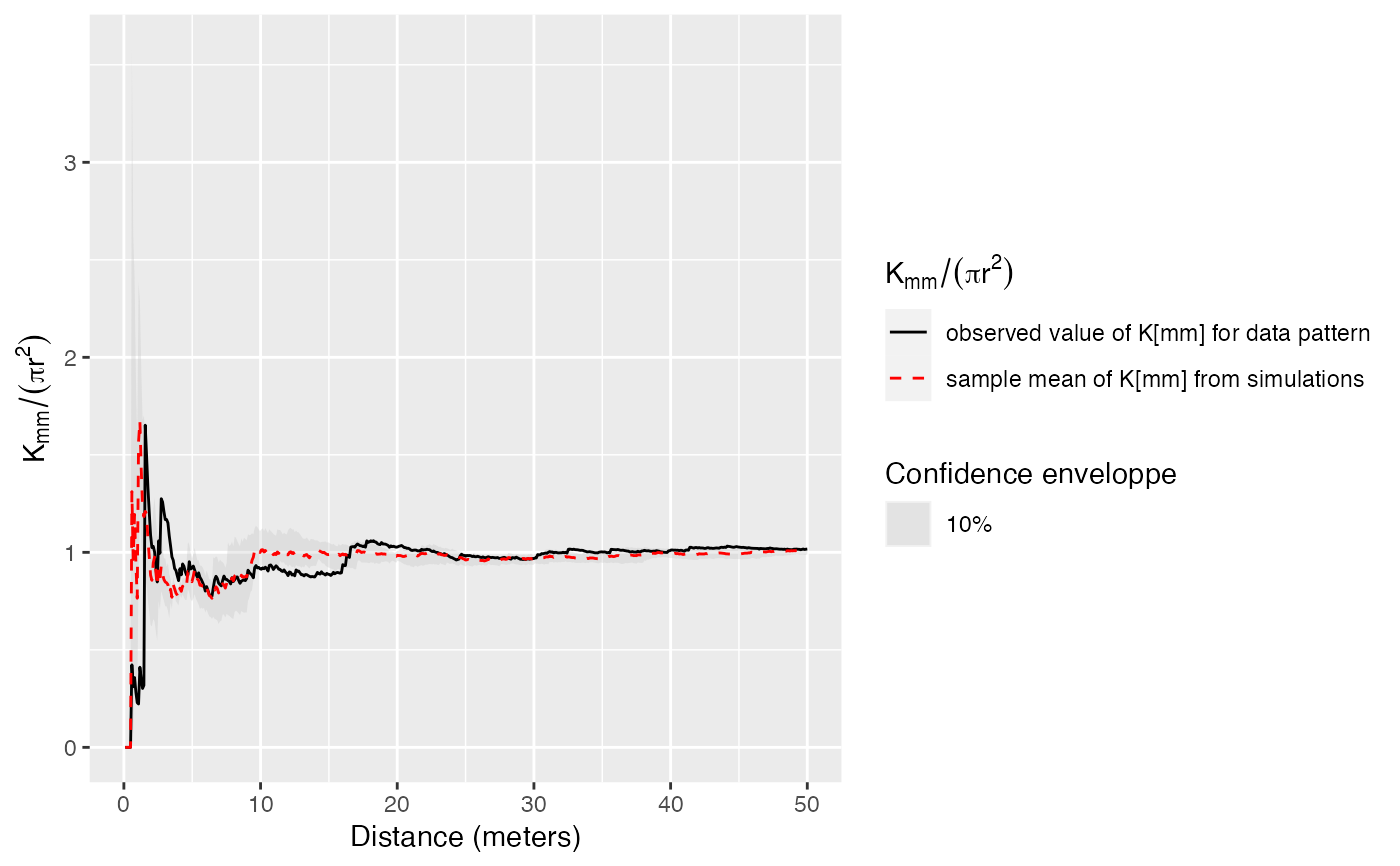 3
2
1
0
K_mm/(πr²)
0 10 20 30 40 50
Distance (meters)
K_mm/(πr²)
observed value of K[mm] for data pattern
sample mean of K[mm] from simulations
Confidence enveloppe
10%